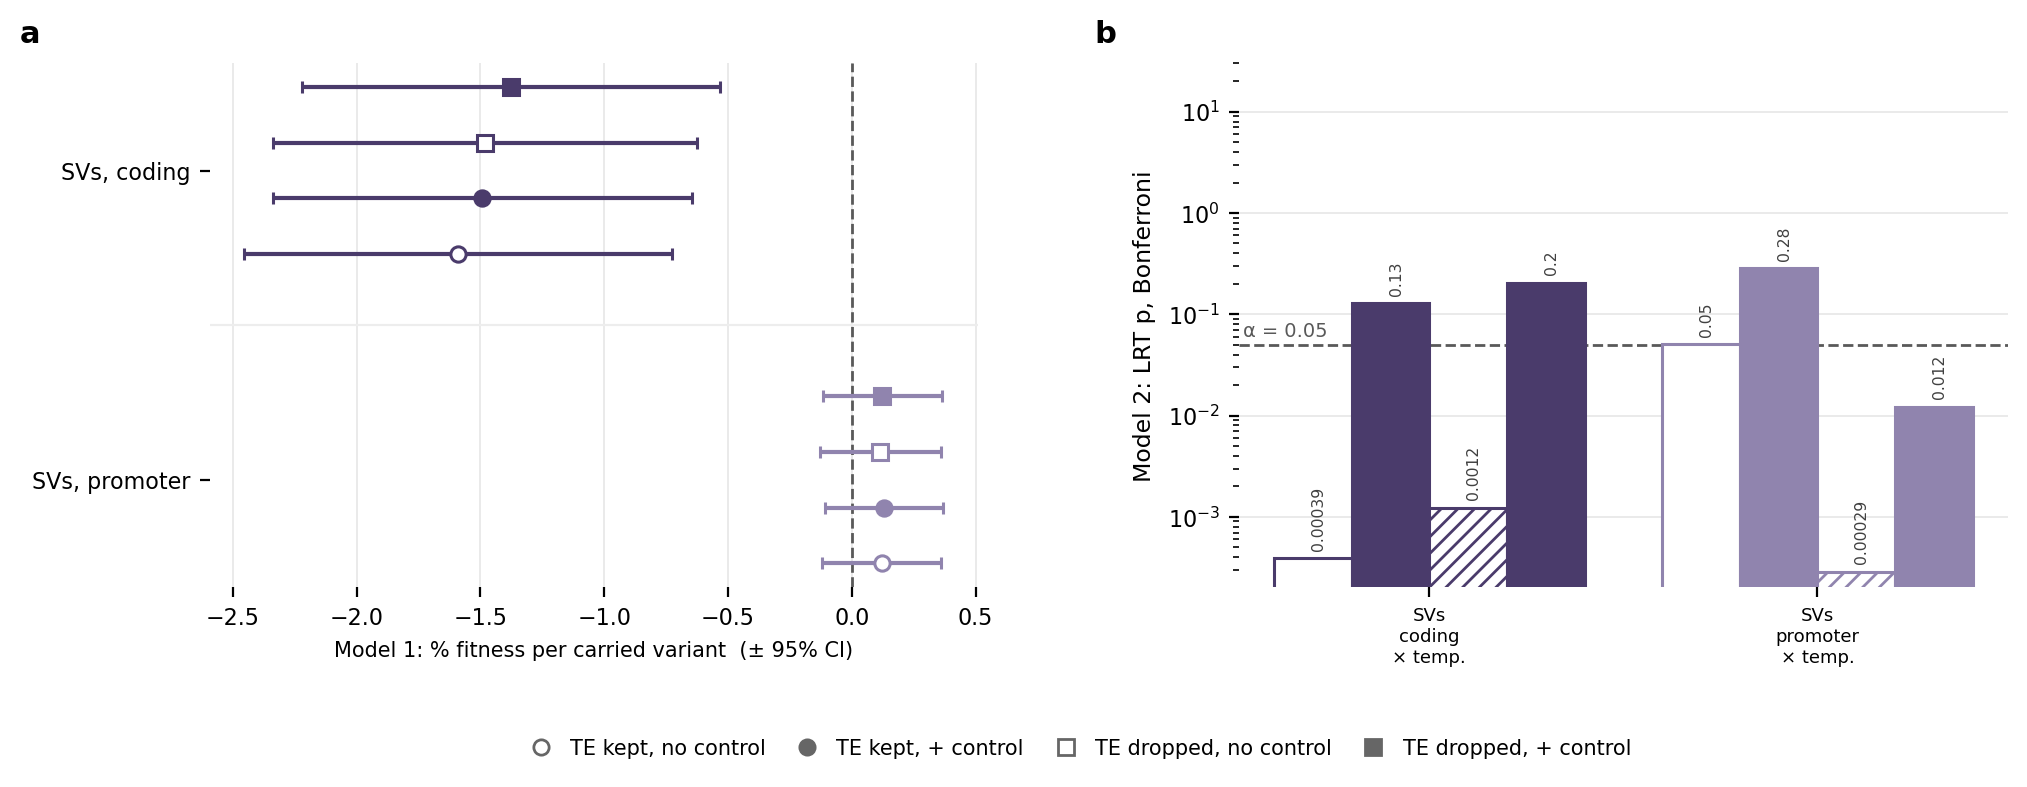 a
SVs, coding
SVs, promoter
−2.5
−2.0
−1.5
−1.0
−0.5
0.0
0.5
Model 1: % fitness per carried variant (± 95% CI)
b
Model 2: LRT p, Bonferroni
10¹
10⁰
10⁻¹
10⁻²
10⁻³
α = 0.05
0.00039
0.13
0.0012
0.2
0.05
0.28
0.00029
0.012
SVs
coding
× temp.
SVs
promoter
× temp.
TE kept, no control
TE kept, + control
TE dropped, no control
TE dropped, + control